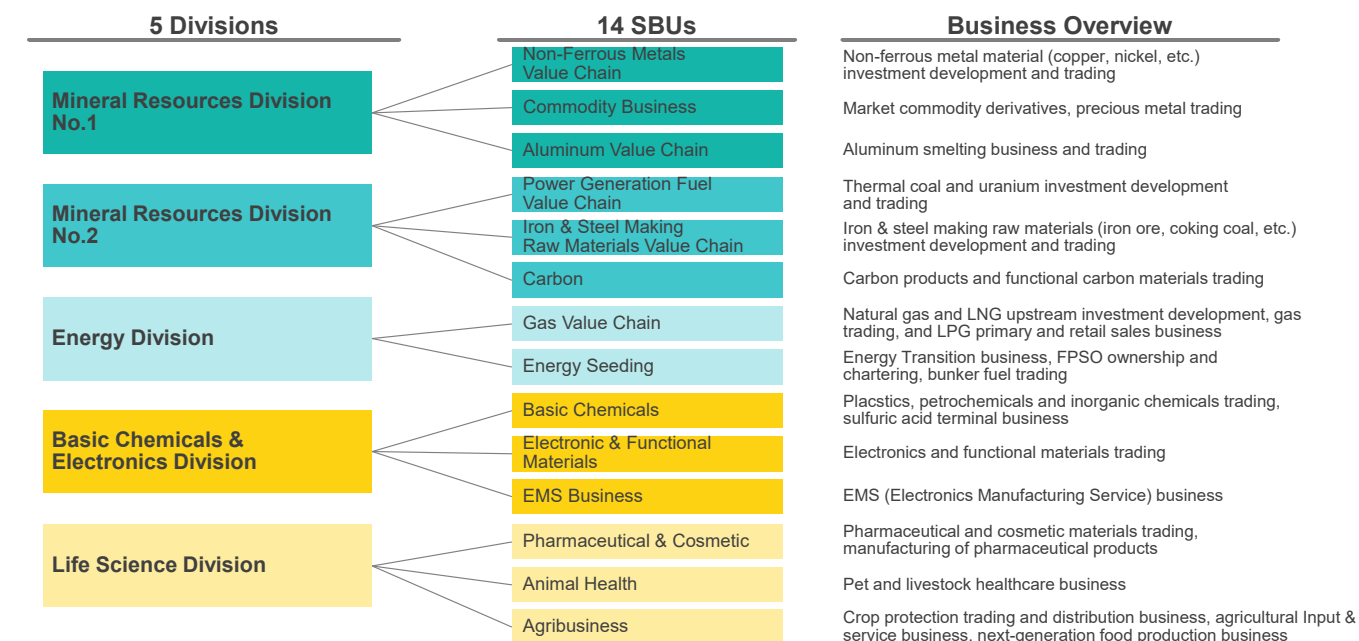 5 Divisions
14 SBUs
Business Overview
Mineral Resources Division
No.1
Non-Ferrous Metals
Value Chain
Non-ferrous metal material (copper, nickel, etc.)
investment development and trading
Commodity Business
Market commodity derivatives, precious metal trading
Aluminum Value Chain
Aluminum smelting business and trading
Mineral Resources Division
No.2
Power Generation Fuel
Value Chain
Thermal coal and uranium investment development
and trading
Iron & Steel Making
Raw Materials Value Chain
Iron & steel making raw materials (iron ore, coking coal, etc.)
investment development and trading
Carbon
Carbon products and functional carbon materials trading
Energy Division
Gas Value Chain
Natural gas and LNG upstream investment development, gas
trading, and LPG primary and retail sales business
Energy Seeding
Energy Transition business, FPSO ownership and
chartering, bunker fuel trading
Basic Chemicals &
Electronics Division
Basic Chemicals
Placstics, petrochemicals and inorganic chemicals trading,
sulfuric acid terminal business
Electronic & Functional
Materials
Electronics and functional materials trading
EMS Business
EMS (Electronics Manufacturing Service) business
Life Science Division
Pharmaceutical & Cosmetic
Pharmaceutical and cosmetic materials trading,
manufacturing of pharmaceutical products
Animal Health
Pet and livestock healthcare business
Agribusiness
Crop protection trading and distribution business, agricultural Input &
service business, next-generation food production business